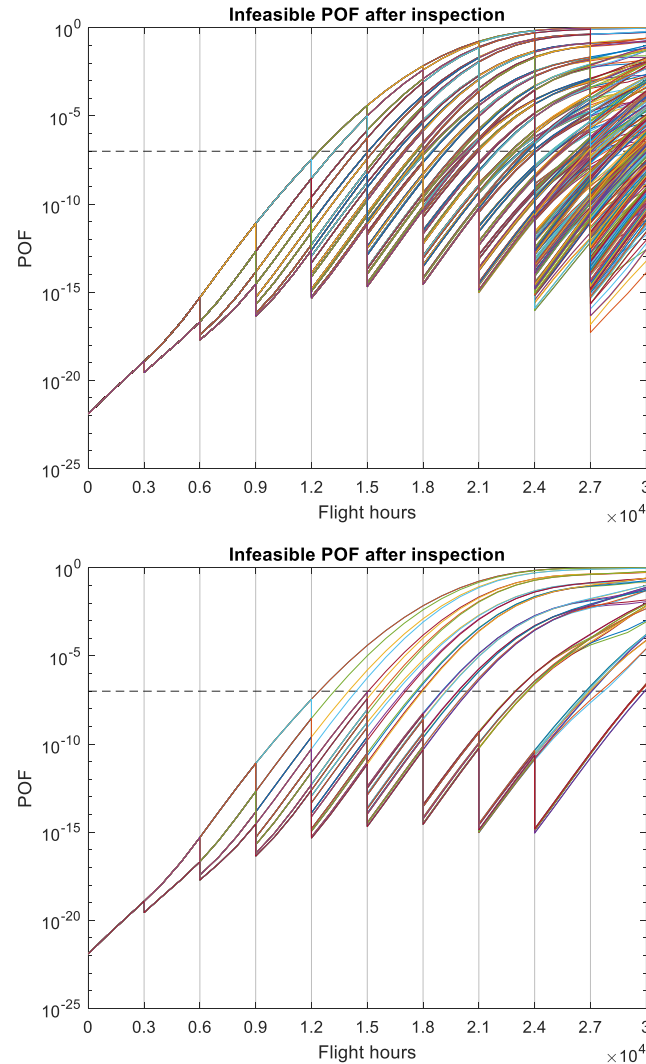 Infeasible POF after inspection
10^0
10^-5
10^-10
10^-15
10^-20
10^-25
POF
0 0.3 0.6 0.9 1.2 1.5 1.8 2.1 2.4 2.7 3
Flight hours
×10^4
Infeasible POF after inspection
10^0
10^-5
10^-10
10^-15
10^-20
10^-25
POF
0 0.3 0.6 0.9 1.2 1.5 1.8 2.1 2.4 2.7 3
Flight hours
×10^4